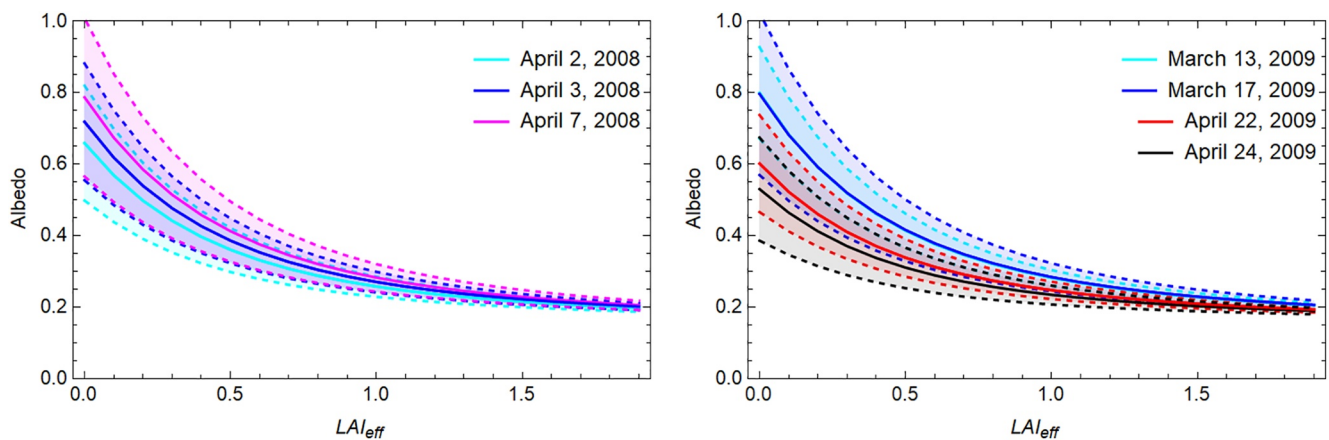 1.0
0.8
0.6
0.4
0.2
0.0
Albedo
April 2, 2008
April 3, 2008
April 7, 2008
0.0 0.5 1.0 1.5
LAIeff
1.0
0.8
0.6
0.4
0.2
0.0
Albedo
March 13, 2009
March 17, 2009
April 22, 2009
April 24, 2009
0.0 0.5 1.0 1.5
LAIeff